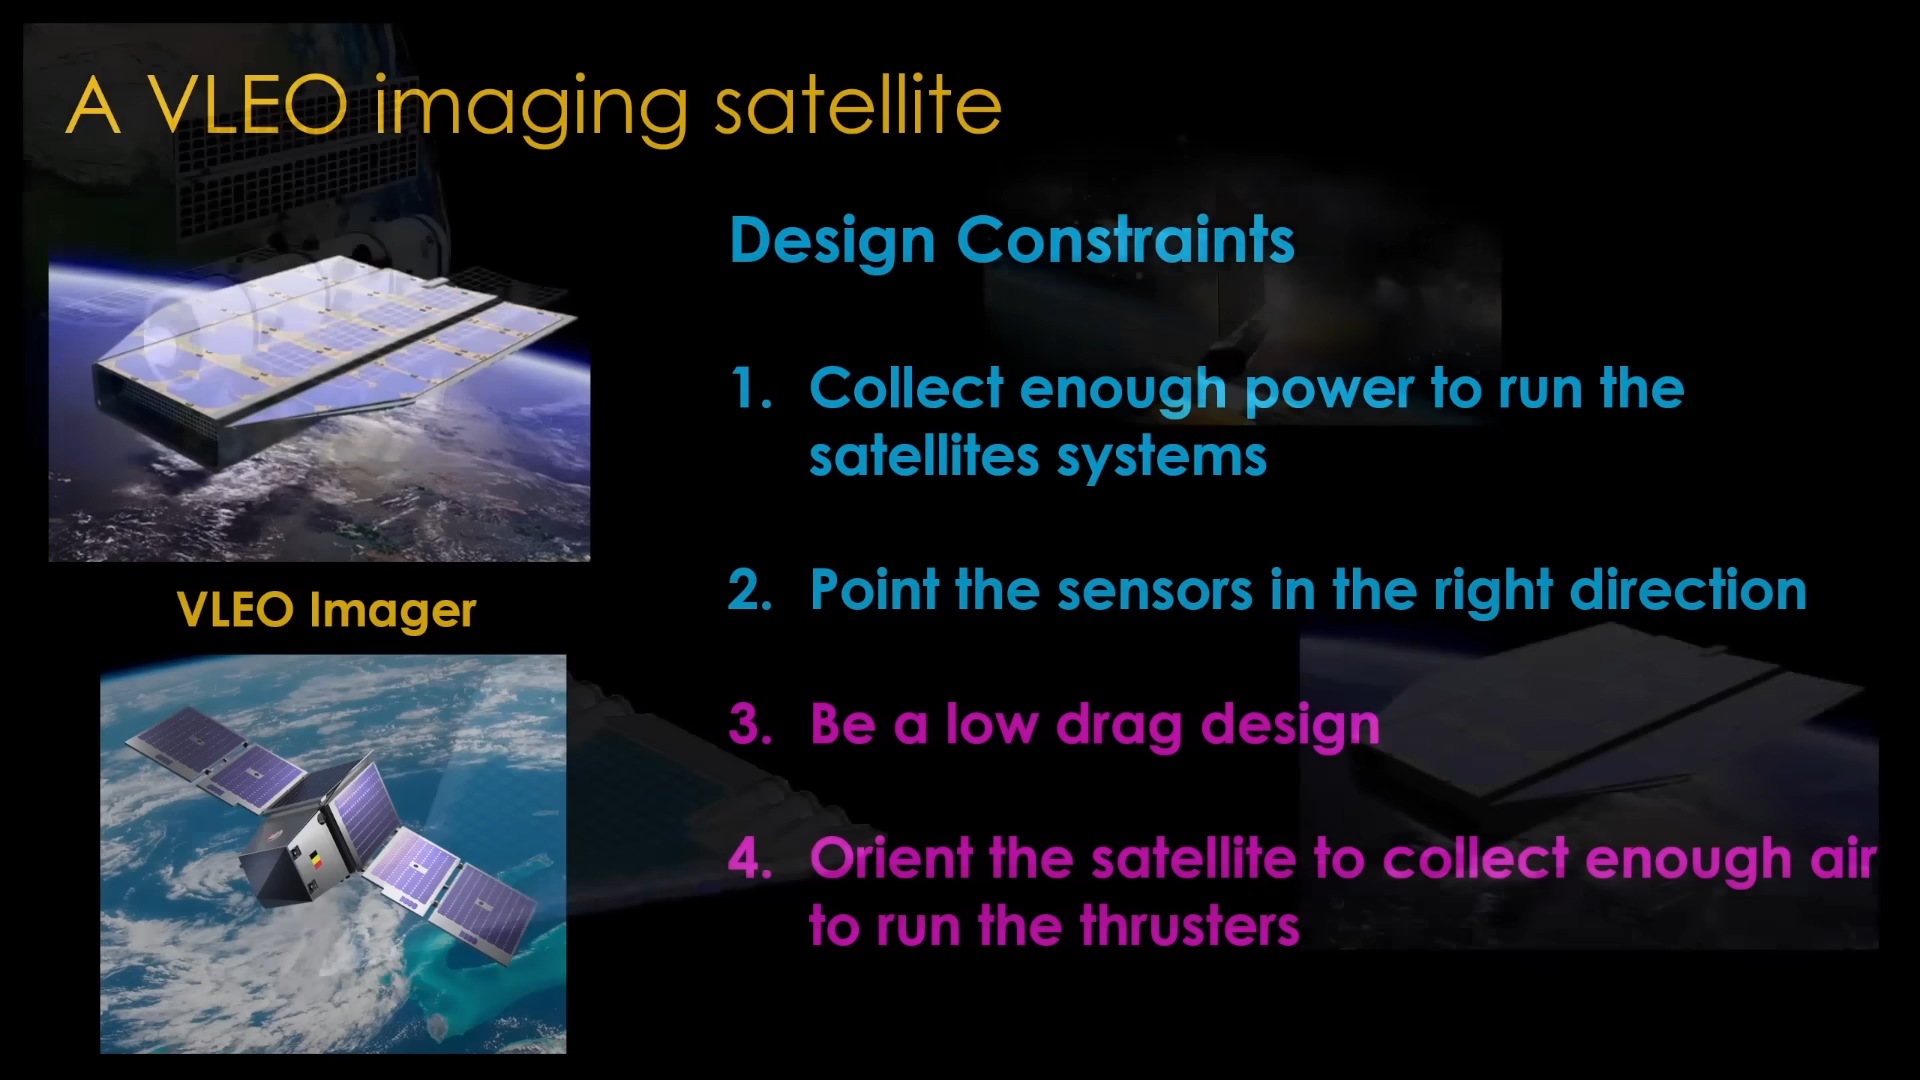 A VLEO imaging satellite
Design Constraints
1. Collect enough power to run the
satellites systems
2. Point the sensors in the right direction
3. Be a low drag design
4. Orient the satellite to collect enough air
to run the thrusters
VLEO Imager